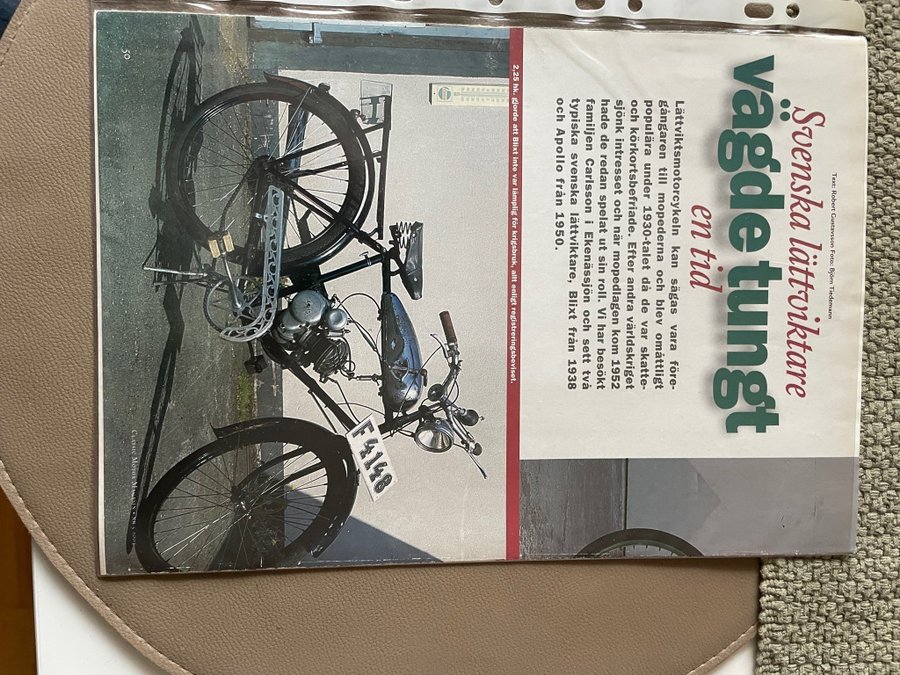 Text: Robert Gustavsson Foto: Björn Tiedemann
Svenska lättviktare
vägde tungt
en tid
Lättviktsmotorcykeln kan sägas vara före-
gångaren till mopederna och blev omåttligt
populära under 1930-talet då de var skatte-
och körkortsbefriade. Efter andra världskriget
sjönk intresset och när mopedlagen kom 1952
hade de redan spelat ut sin roll. Vi har besökt
familjen Carlsson i Ekenässjön och sett två
typiska svenska lättviktare, Blixt från 1938
och Apollo från 1950.
2,25 hk. gjorde att Blixt inte var lämplig för krigsbruk, allt enligt registreringsbeviset.
F 4148
50
Classic Motor